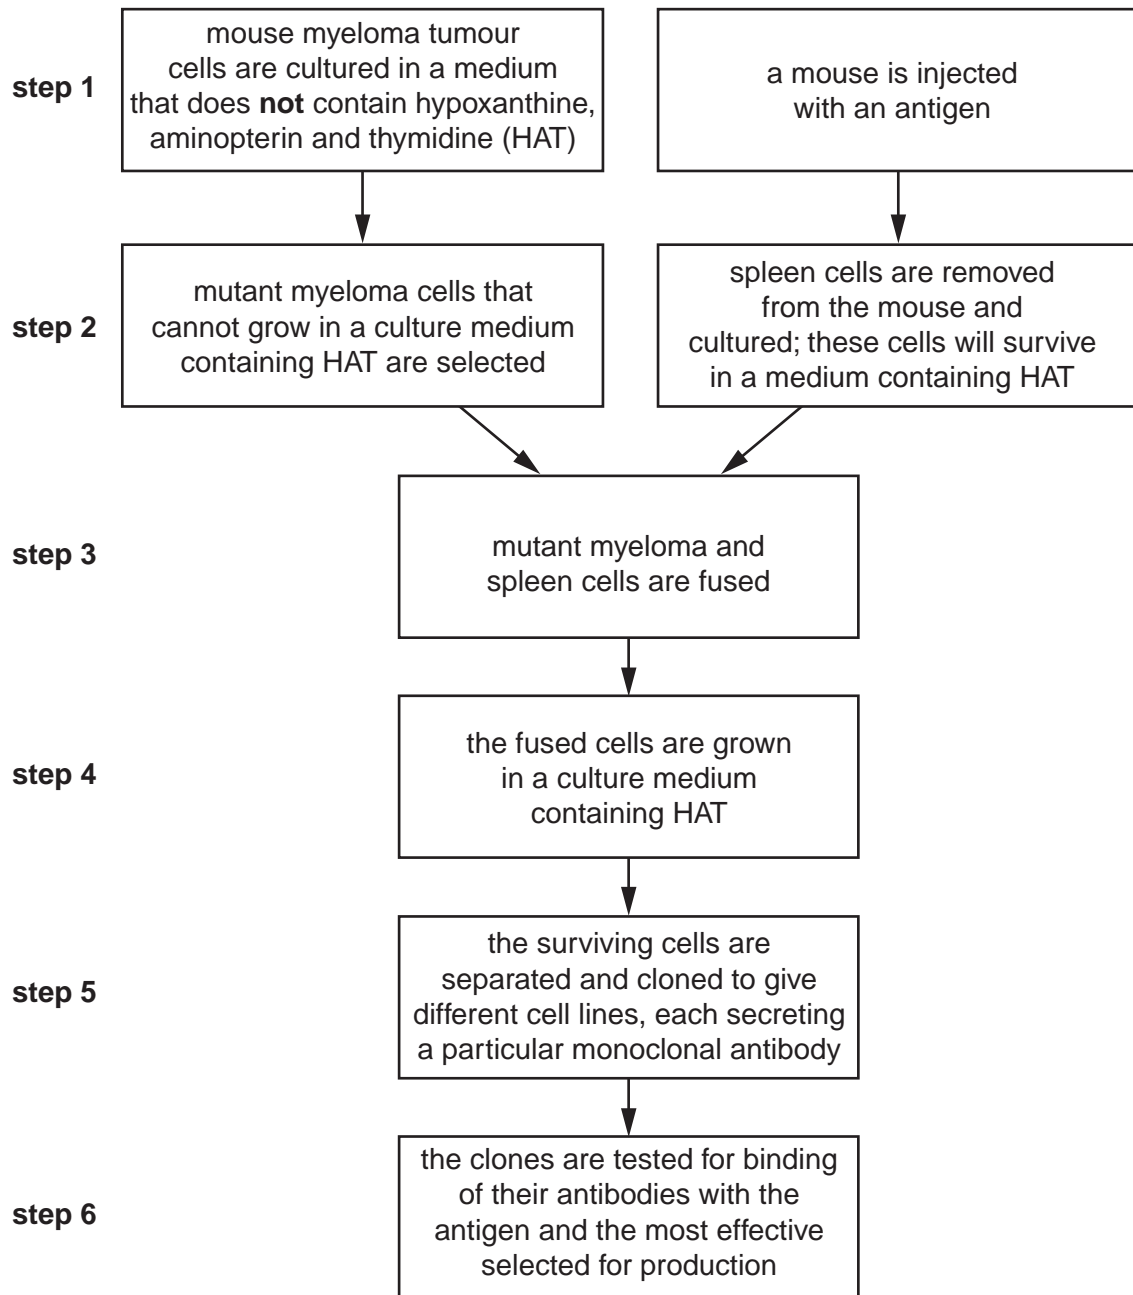 step 1
mouse myeloma tumour
cells are cultured in a medium
that does not contain hypoxanthine,
aminopterin and thymidine (HAT)
a mouse is injected
with an antigen
step 2
mutant myeloma cells that
cannot grow in a culture medium
containing HAT are selected
spleen cells are removed
from the mouse and
cultured; these cells will survive
in a medium containing HAT
step 3
mutant myeloma and
spleen cells are fused
step 4
the fused cells are grown
in a culture medium
containing HAT
step 5
the surviving cells are
separated and cloned to give
different cell lines, each secreting
a particular monoclonal antibody
step 6
the clones are tested for binding
of their antibodies with the
antigen and the most effective
selected for production